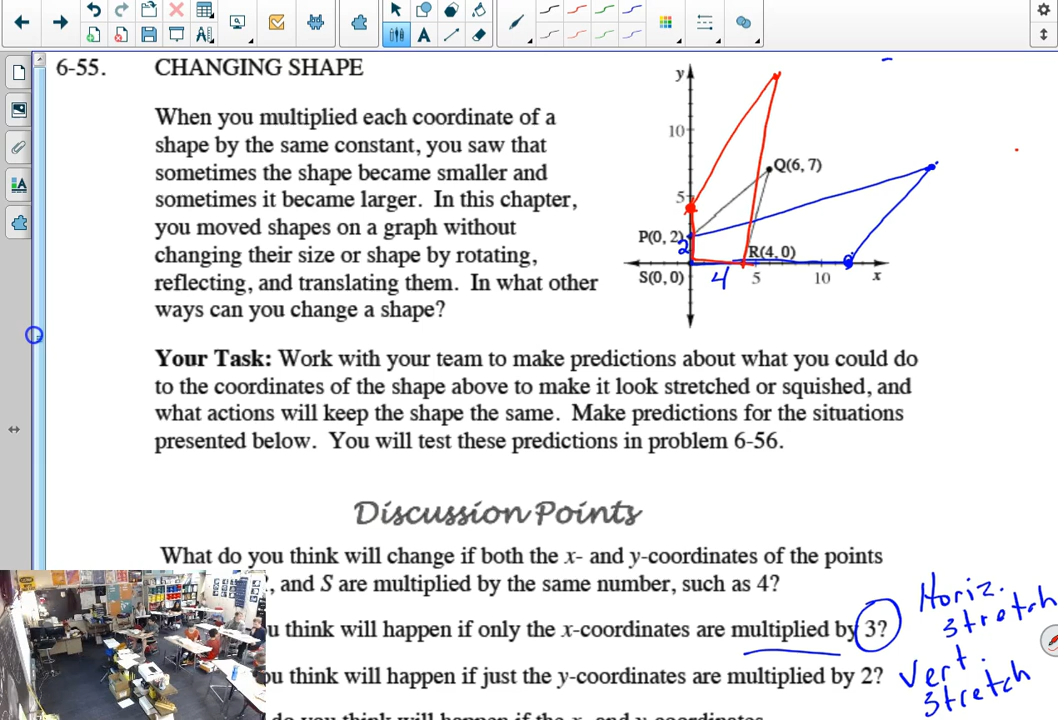 6-55. CHANGING SHAPE
When you multiplied each coordinate of a
shape by the same constant, you saw that
sometimes the shape became smaller and
sometimes it became larger. In this chapter,
you moved shapes on a graph without
changing their size or shape by rotating,
reflecting, and translating them. In what other
ways can you change a shape?
y
10
Q(6, 7)
5
P(0, 2)
2
R(4, 0)
S(0, 0)
4
5
10
x
Your Task: Work with your team to make predictions about what you could do
to the coordinates of the shape above to make it look stretched or squished, and
what actions will keep the shape the same. Make predictions for the situations
presented below. You will test these predictions in problem 6-56.
Discussion Points
What do you think will change if both the x- and y-coordinates of the points
, and S are multiplied by the same number, such as 4?
u think will happen if only the x-coordinates are multiplied by 3?
Horiz.
stretch
u think will happen if just the y-coordinates are multiplied by 2?
Vert.
stretch